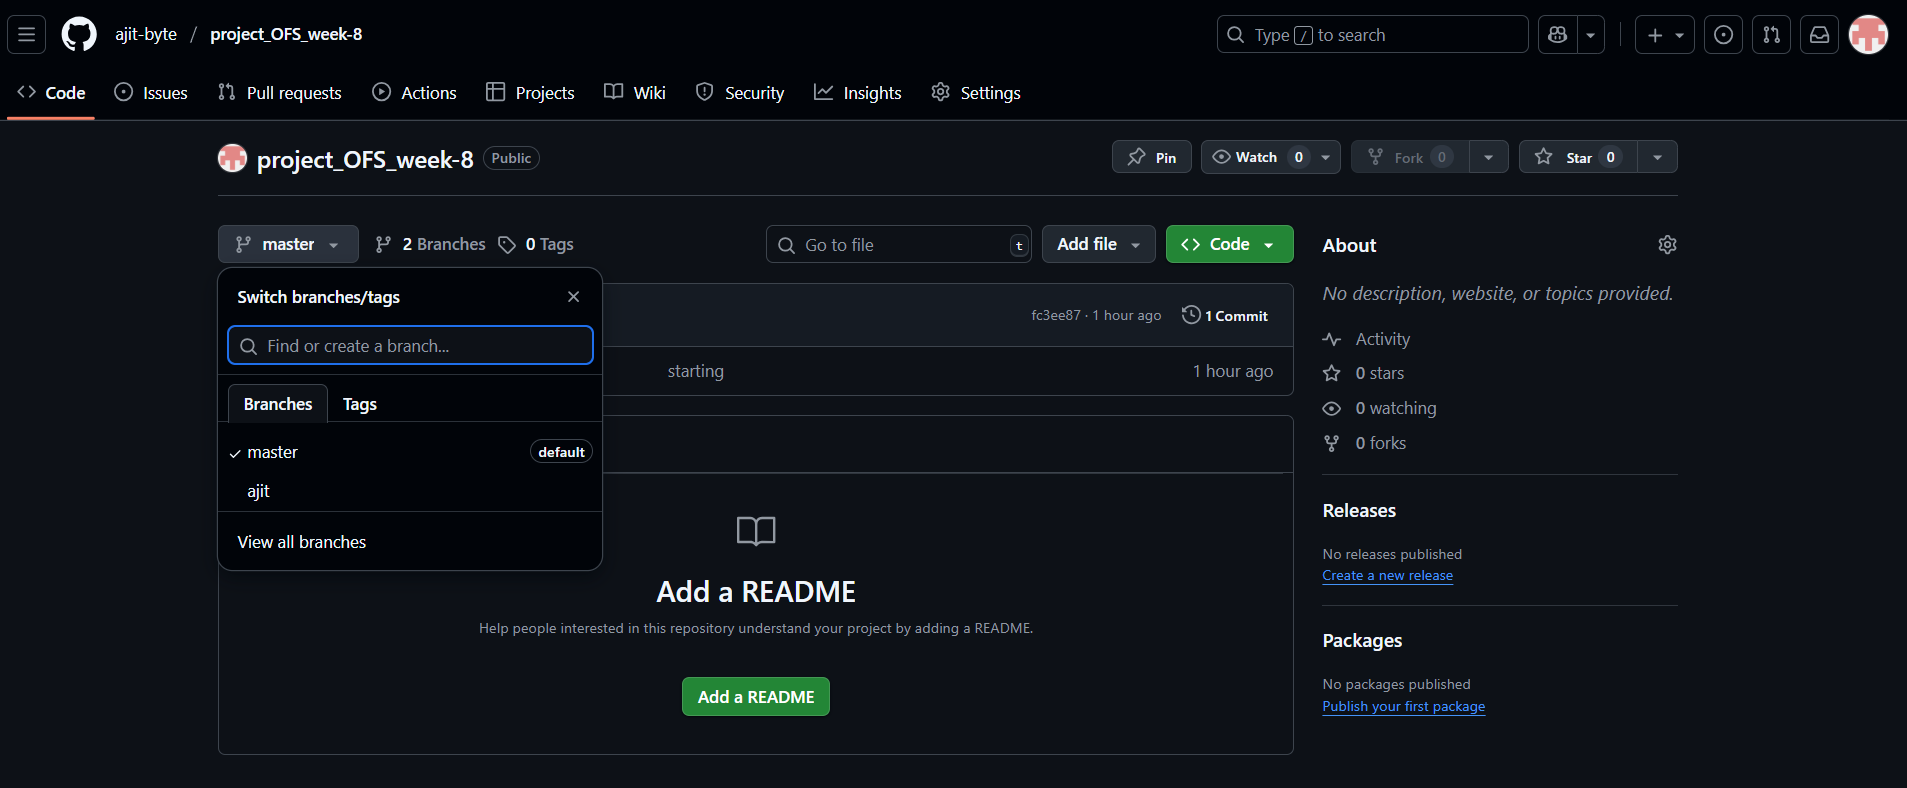 ajit-byte / project_OFS_week-8
Type / to search
Code Issues Pull requests Actions Projects Wiki Security Insights Settings
project_OFS_week-8 Public
Pin Watch 0 Fork 0 Star 0
master 2 Branches 0 Tags Go to file t Add file <> Code
Switch branches/tags
Find or create a branch...
Branches Tags
master default
ajit
View all branches
fc3ee87 · 1 hour ago 1 Commit
starting 1 hour ago
Add a README
Help people interested in this repository understand your project by adding a README.
Add a README
About
No description, website, or topics provided.
Activity
0 stars
0 watching
0 forks
Releases
No releases published
Create a new release
Packages
No packages published
Publish your first package